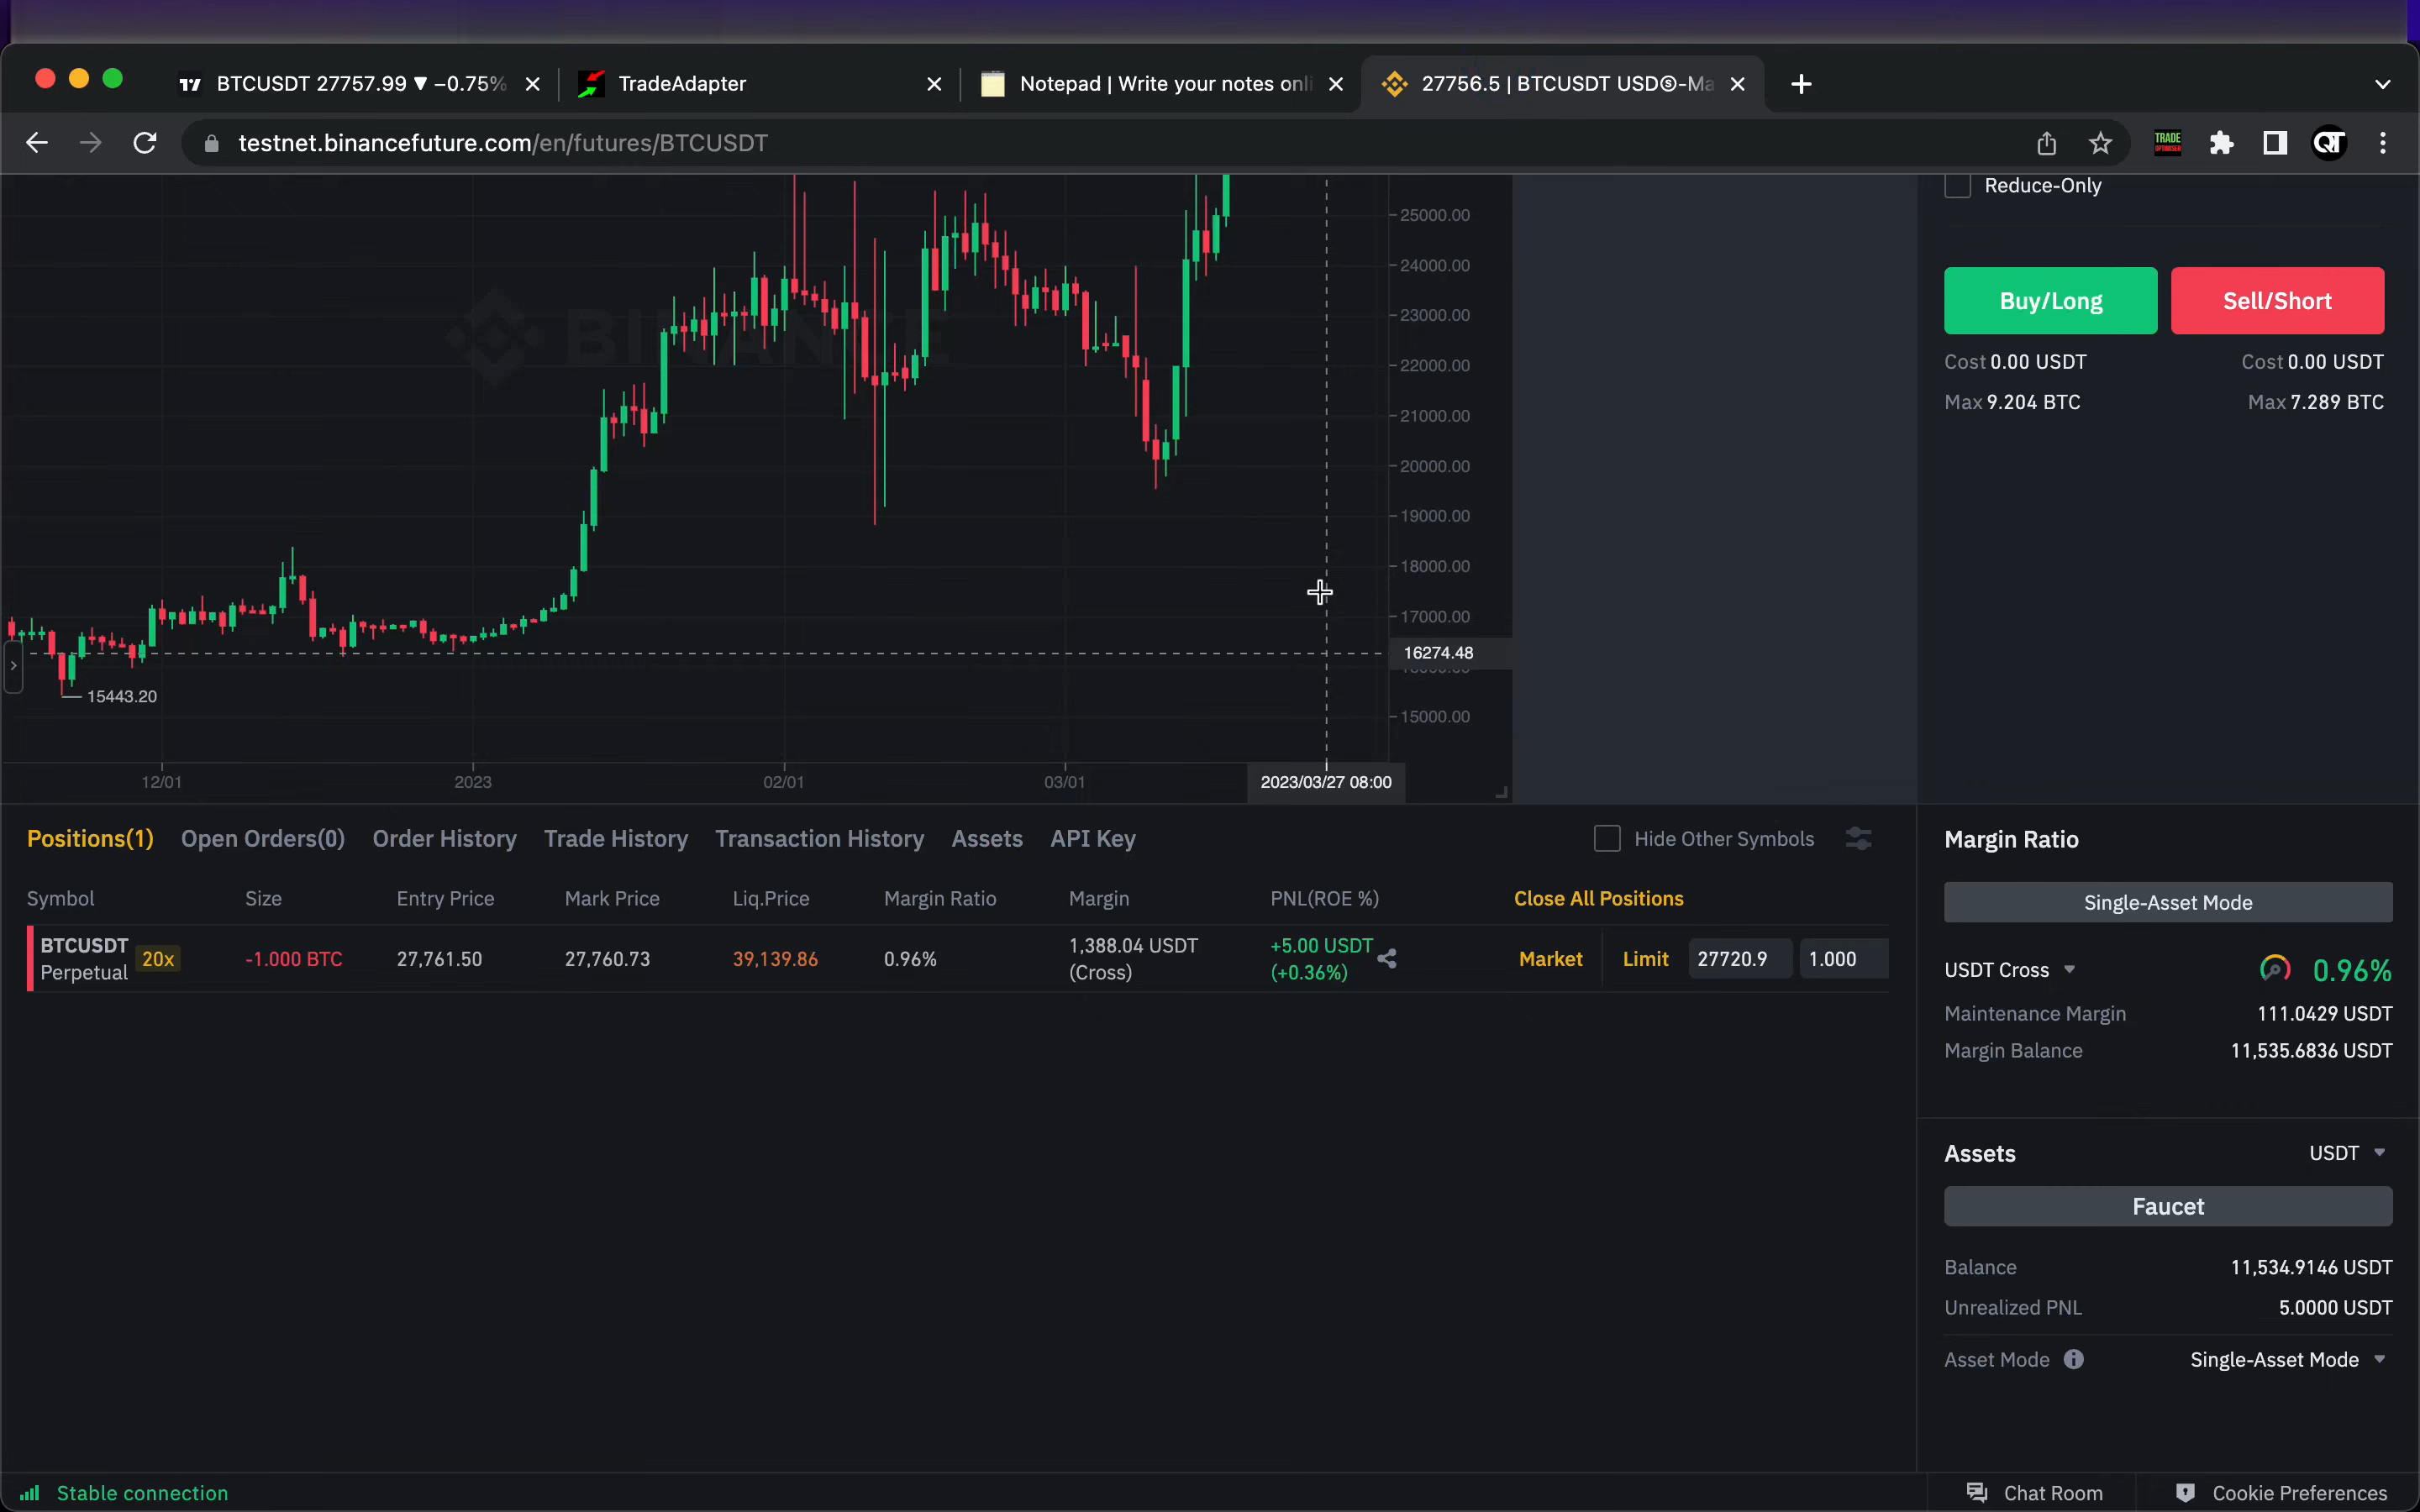 BTCUSDT 27757.99 ▼ −0.75%
TradeAdapter
Notepad | Write your notes onli
27756.5 | BTCUSDT USDⓢ-Ma
testnet.binancefuture.com/en/futures/BTCUSDT
TRADE
QT
Reduce-Only
25000.00
24000.00
23000.00
22000.00
21000.00
20000.00
19000.00
18000.00
17000.00
16274.48
15000.00
BINANCE
15443.20
12/01
2023
02/01
03/01
2023/03/27 08:00
Buy/Long
Sell/Short
Cost 0.00 USDT
Cost 0.00 USDT
Max 9.204 BTC
Max 7.289 BTC
Positions(1)
Open Orders(0)
Order History
Trade History
Transaction History
Assets
API Key
Hide Other Symbols
Symbol
Size
Entry Price
Mark Price
Liq.Price
Margin Ratio
Margin
PNL(ROE %)
Close All Positions
BTCUSDT
Perpetual
20x
-1.000 BTC
27,761.50
27,760.73
39,139.86
0.96%
1,388.04 USDT
(Cross)
+5.00 USDT
(+0.36%)
Market
Limit
27720.9
1.000
Margin Ratio
Single-Asset Mode
USDT Cross
0.96%
Maintenance Margin
111.0429 USDT
Margin Balance
11,535.6836 USDT
Assets
USDT
Faucet
Balance
11,534.9146 USDT
Unrealized PNL
5.0000 USDT
Asset Mode
Single-Asset Mode
Stable connection
Chat Room
Cookie Preferences